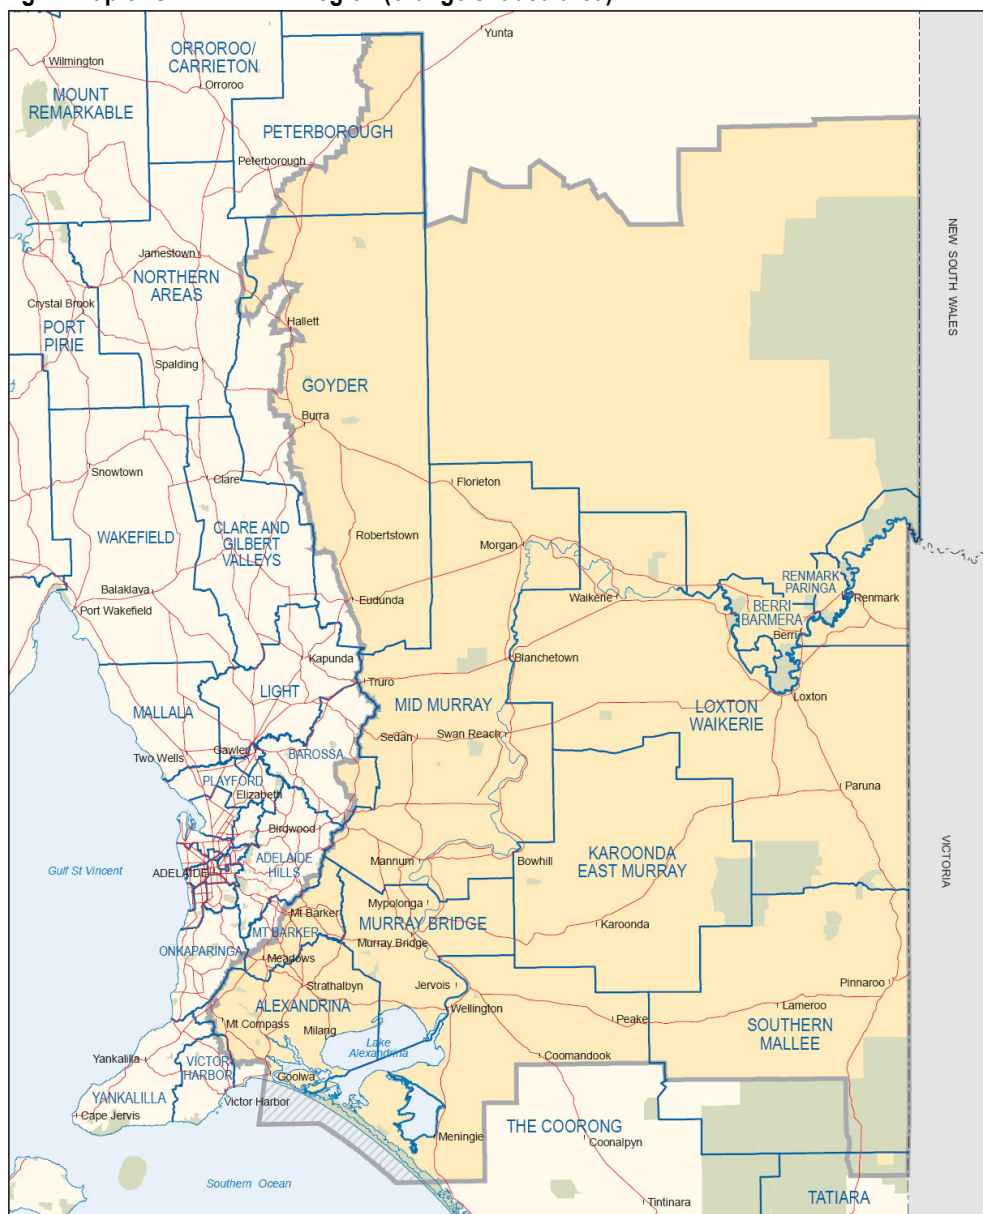 Yunta
ORROROO/
CARRIETON
Wilmington
Orroroo
MOUNT
REMARKABLE
PETERBOROUGH
Peterborough
NEW SOUTH WALES
Jamestown
NORTHERN
AREAS
Crystal Brook
PORT
PIRIE
Hallett
Spalding
GOYDER
Burra
Snowtown
Clare
Florieton
WAKEFIELD
CLARE AND
GILBERT
VALLEYS
Robertstown
Morgan
Balaklava
Port Wakefield
Eudunda
Waikerie
RENMARK
PARINGA
Renmark
BERRI
BARMERA
Berri
Kapunda
Blanchetown
Truro
LIGHT
MID MURRAY
LOXTON
WAIKERIE
Loxton
MALLALA
Gawler
BAROSSA
Sedan
Swan Reach
Two Wells
PLAYFORD
Elizabeth
Paruna
Birdwood
VICTORIA
Gulf St Vincent
ADELAIDE
ADELAIDE
HILLS
Mannum
Bowhill
KAROONDA
EAST MURRAY
Mypolonga
Mt Barker
MT BARKER
MURRAY BRIDGE
Murray Bridge
Karoonda
ONKAPARINGA
Meadows
Strathalbyn
Jervois
Pinnaroo
ALEXANDRINA
Wellington
Lameroo
Mt Compass
Milang
Peake
SOUTHERN
MALLEE
Lake
Alexandrina
Yankalilla
VICTOR
HARBOR
Goolwa
Coomandook
YANKALILLA
Victor Harbor
Cape Jervis
Meningie
THE COORONG
Coonalpyn
Southern Ocean
Tintinara
TATIARA